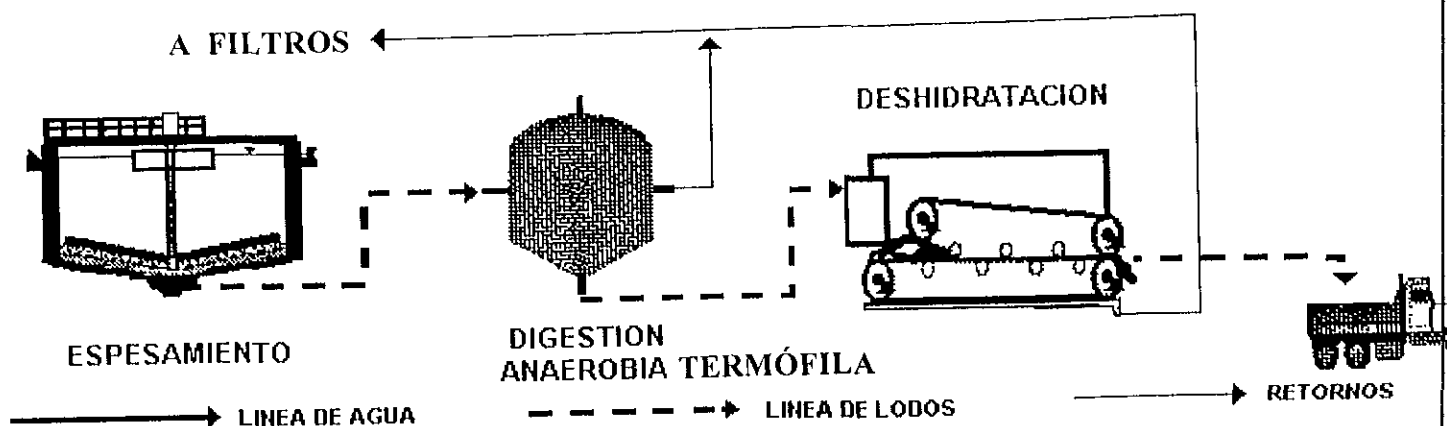 A FILTROS
DESHIDRATACION
ESPESAMIENTO
DIGESTION
ANAEROBIA TERMÓFILA
LINEA DE AGUA
LINEA DE LODOS
RETORNOS